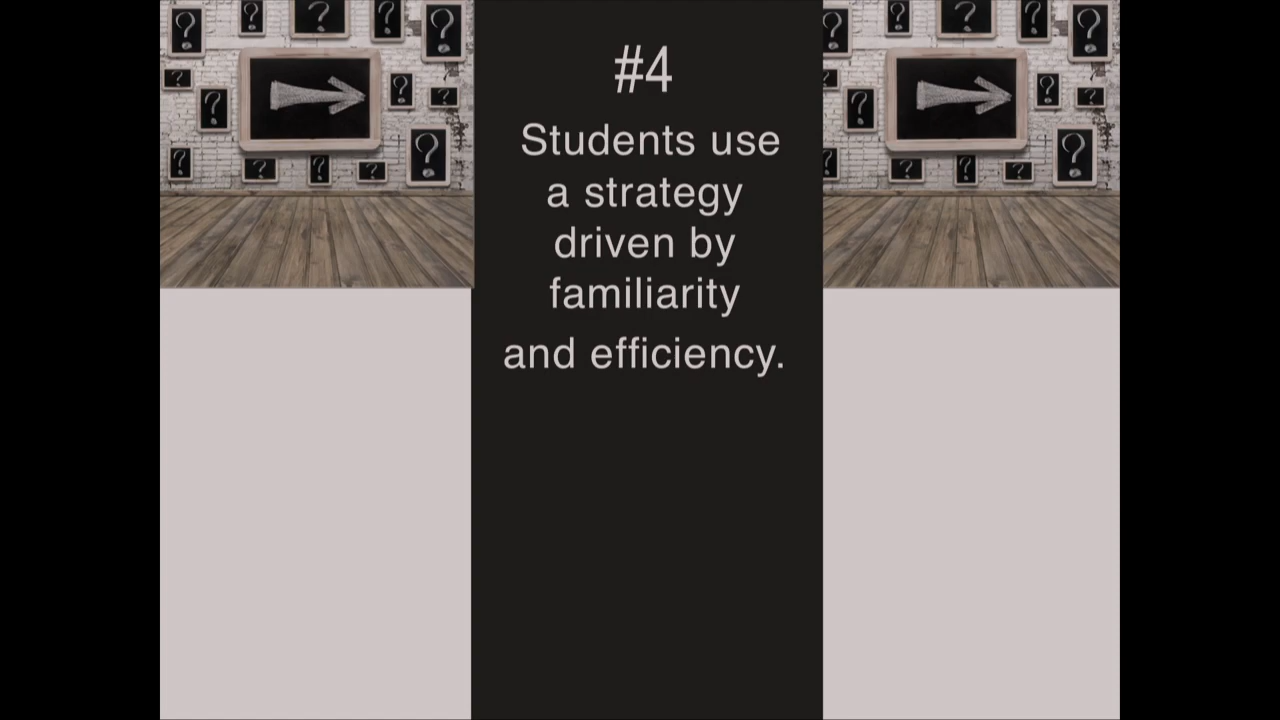 #4
Students use
a strategy
driven by
familiarity
and efficiency.